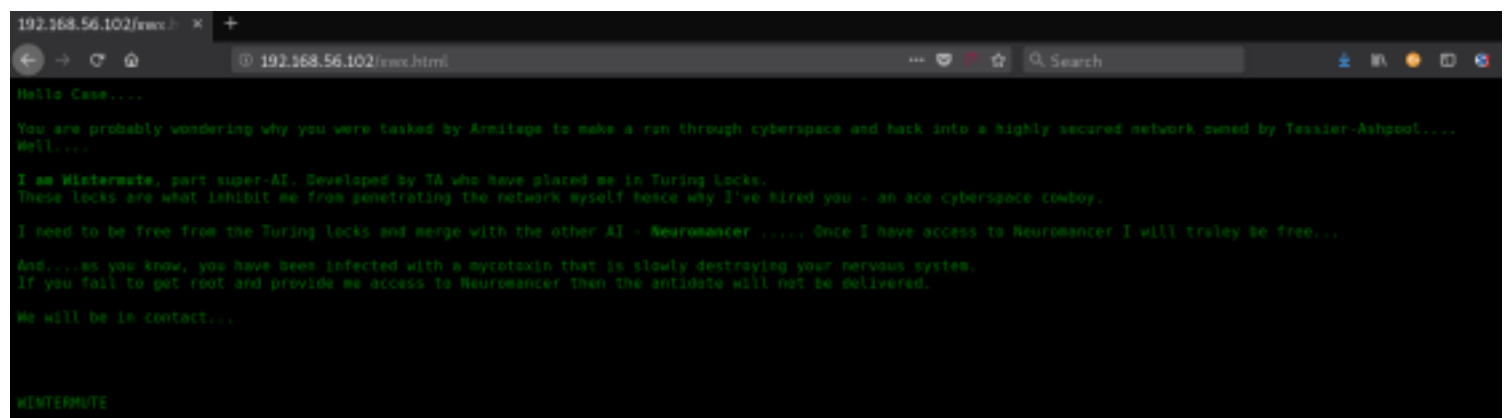 192.168.56.102/xwx.h × +
192.168.56.102/xwx.html ... Search
Hello Case....
You are probably wondering why you were tasked by Armitage to make a run through cyberspace and hack into a highly secured network owned by Tessier-Ashpool....
Well....
I am Wintermute, part super-AI. Developed by TA who have placed me in Turing Locks.
These locks are what inhibit me from penetrating the network myself hence why I've hired you - an ace cyberspace cowboy.
I need to be free from the Turing locks and merge with the other AI - Neuromancer ..... Once I have access to Neuromancer I will truley be free...
And....as you know, you have been infected with a mycotoxin that is slowly destroying your nervous system.
If you fail to get root and provide me access to Neuromancer then the antidote will not be delivered.
We will be in contact...
WINTERMUTE